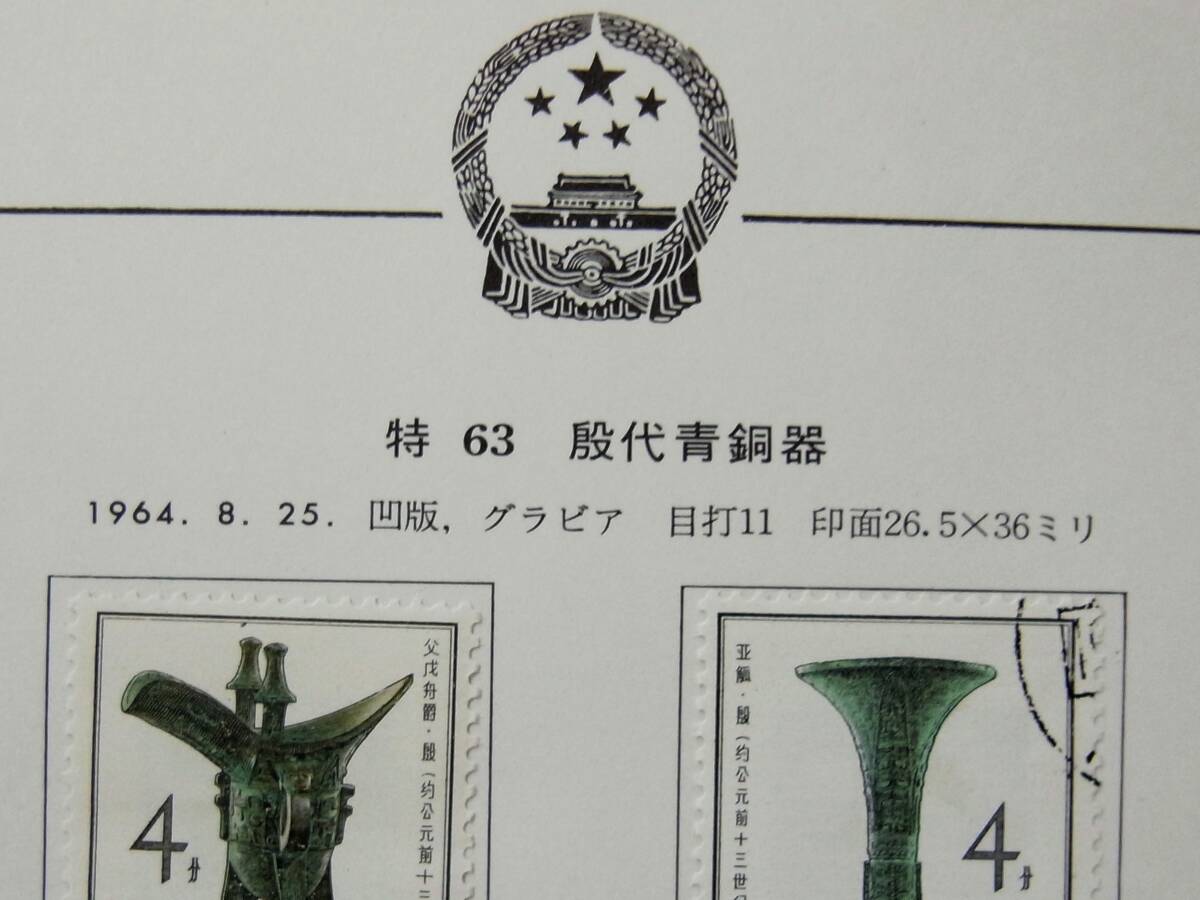 特 63 殷代青銅器
1964. 8. 25. 凹版, グラビア 目打11 印面26.5×36ミリ
父戊舟爵・殷(约公元前十三
4分
亚觚・殷(约公元前十三世纪
4分